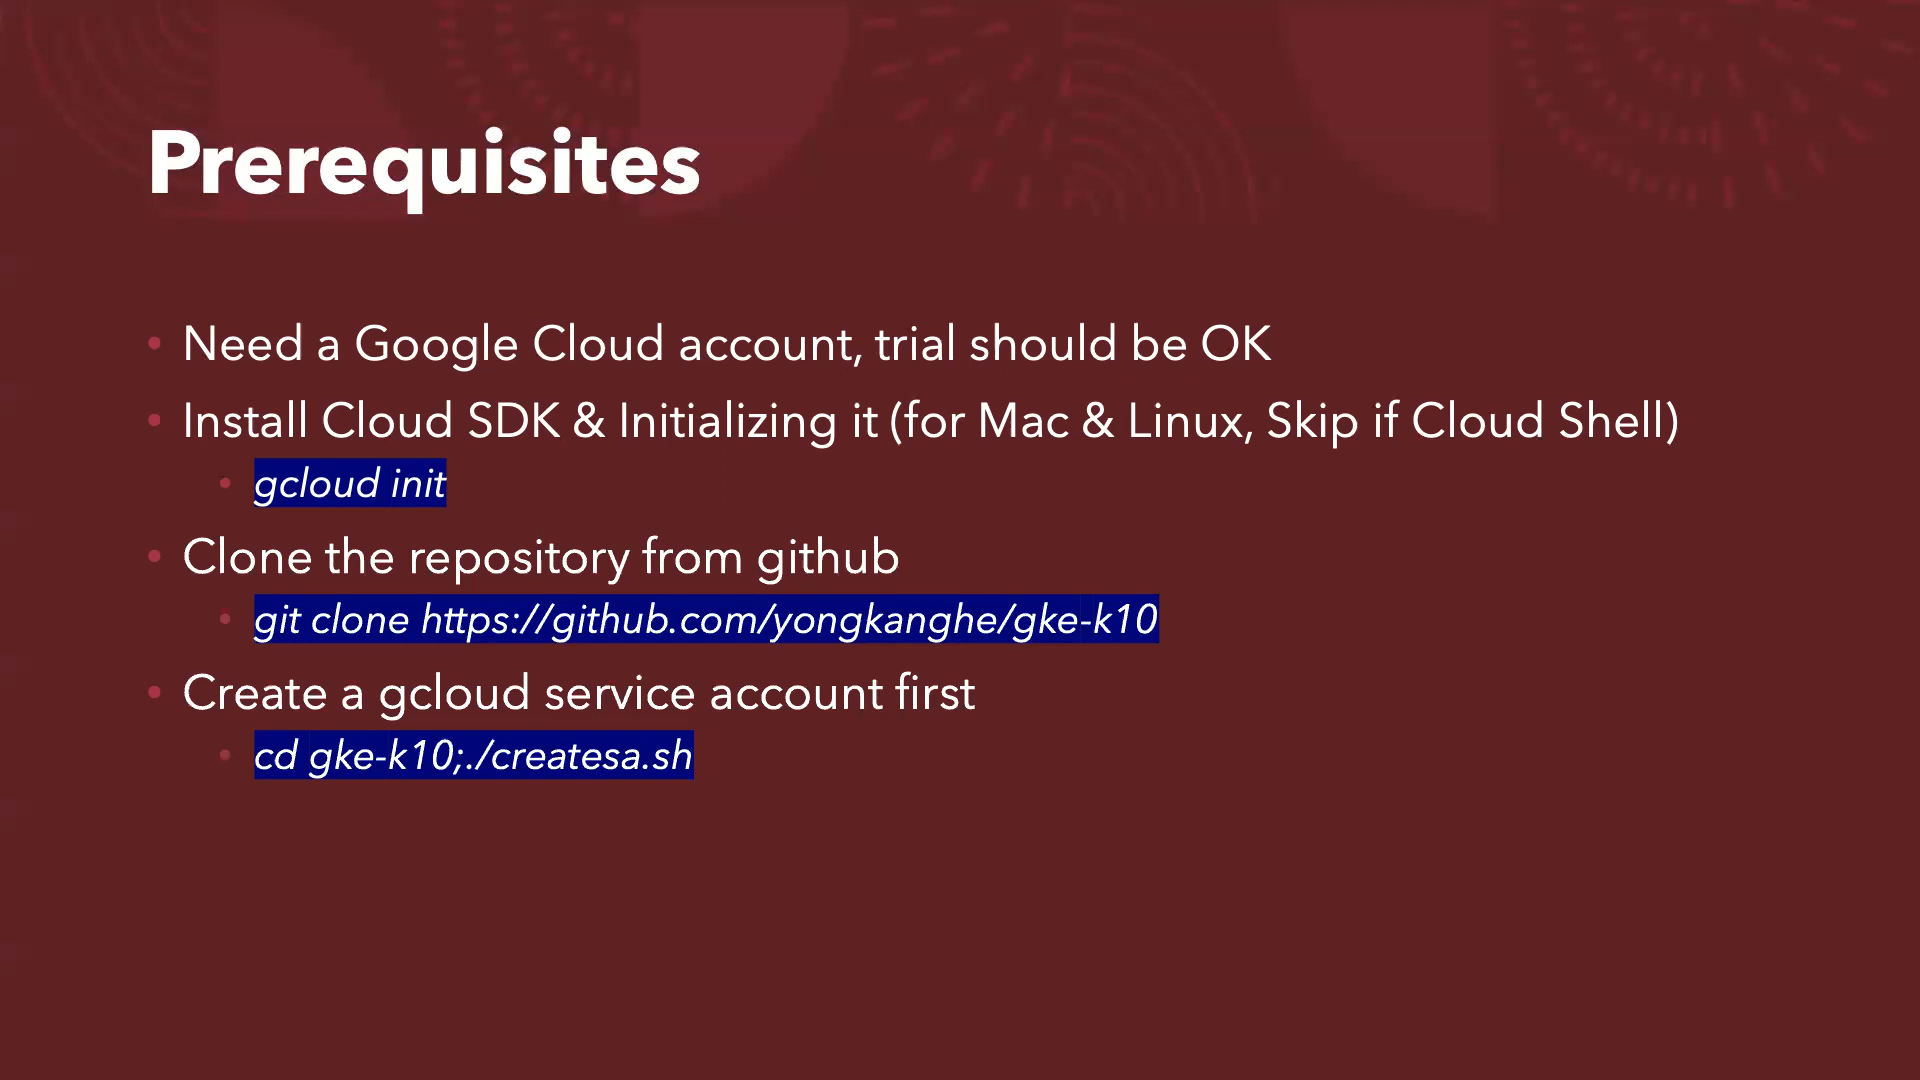 Prerequisites
• Need a Google Cloud account, trial should be OK
• Install Cloud SDK & Initializing it (for Mac & Linux, Skip if Cloud Shell)
• gcloud init
• Clone the repository from github
• git clone https://github.com/yongkanghe/gke-k10
• Create a gcloud service account first
• cd gke-k10;./createsa.sh